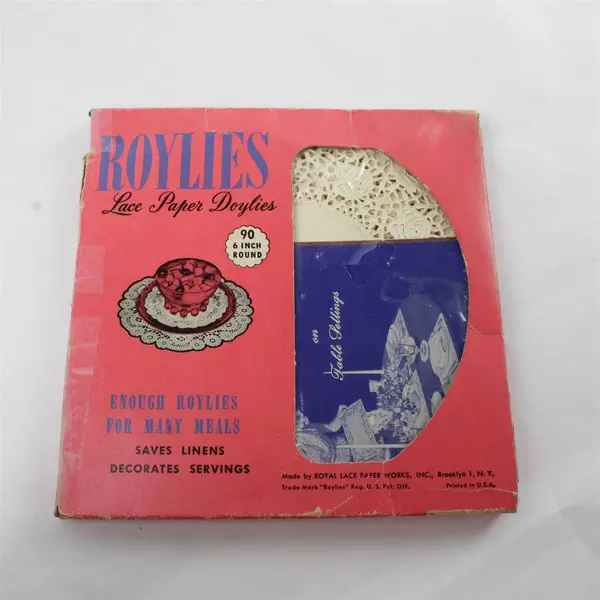 ROYLIES
Lace Paper Doylies
90
6 INCH
ROUND
on
Table Settings
ENOUGH ROYLIES
FOR MANY MEALS
SAVES LINENS
DECORATES SERVINGS
Made by ROYAL LACE PAPER WORKS, INC., Brooklyn 1, N. Y.
Trade Mark "Roylies" Reg. U. S. Pat. Off. Printed in U.S.A.